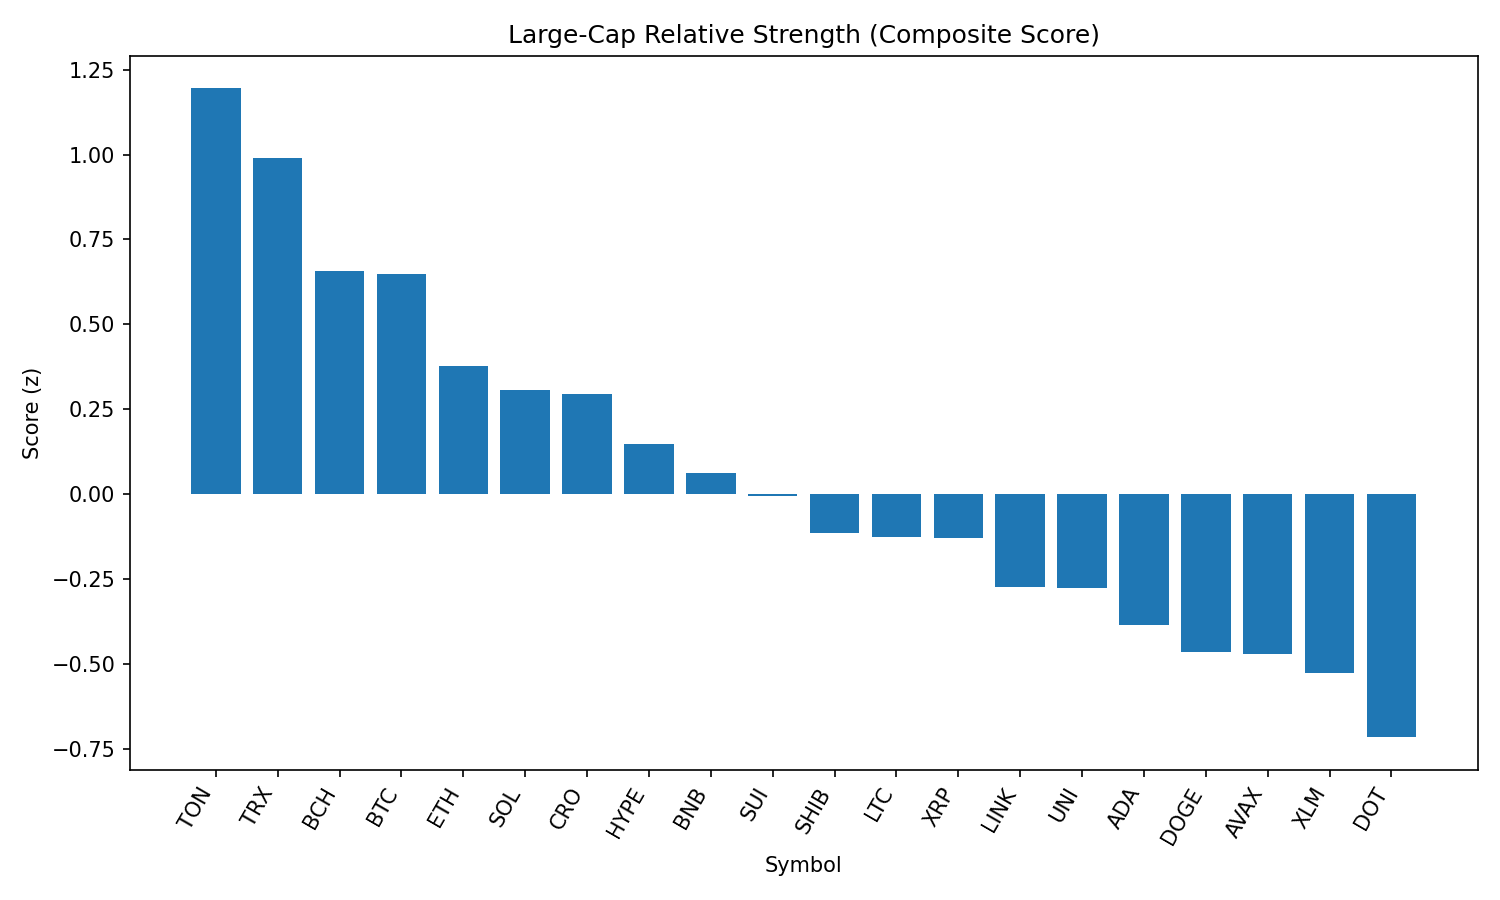 Large-Cap Relative Strength (Composite Score)
1.25
1.00
0.75
0.50
0.25
0.00
−0.25
−0.50
−0.75
Score (z)
TON
TRX
BCH
BTC
ETH
SOL
CRO
HYPE
BNB
SUI
SHIB
LTC
XRP
LINK
UNI
ADA
DOGE
AVAX
XLM
DOT
Symbol